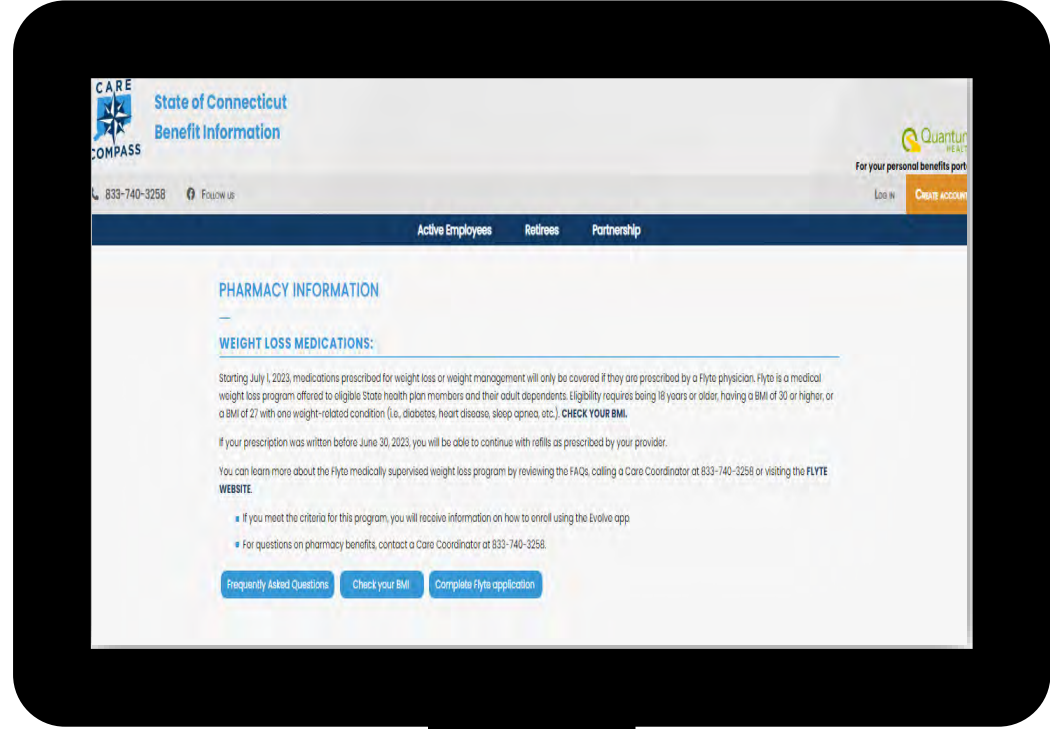 CARE
COMPASS
State of Connecticut
Benefit Information
Quantum
HEALT
For your personal benefits port
833-740-3258 Follow us
Log in Create account
Active Employees Retirees Partnership
PHARMACY INFORMATION
WEIGHT LOSS MEDICATIONS:
Starting July 1, 2023, medications prescribed for weight loss or weight management will only be covered if they are prescribed by a Flyte physician. Flyte is a medical
weight loss program offered to eligible State health plan members and their adult dependents. Eligibility requires being 18 years or older, having a BMI of 30 or higher, or
a BMI of 27 with one weight-related condition (i.e., diabetes, heart disease, sleep apnea, etc.). CHECK YOUR BMI.
If your prescription was written before June 30, 2023, you will be able to continue with refills as prescribed by your provider.
You can learn more about the Flyte medically supervised weight loss program by reviewing the FAQs, calling a Care Coordinator at 833-740-3258 or visiting the FLYTE
WEBSITE.
If you meet the criteria for this program, you will receive information on how to enroll using the Evolve app
For questions on pharmacy benefits, contact a Care Coordinator at 833-740-3258.
Frequently Asked Questions Check your BMI Complete Flyte application